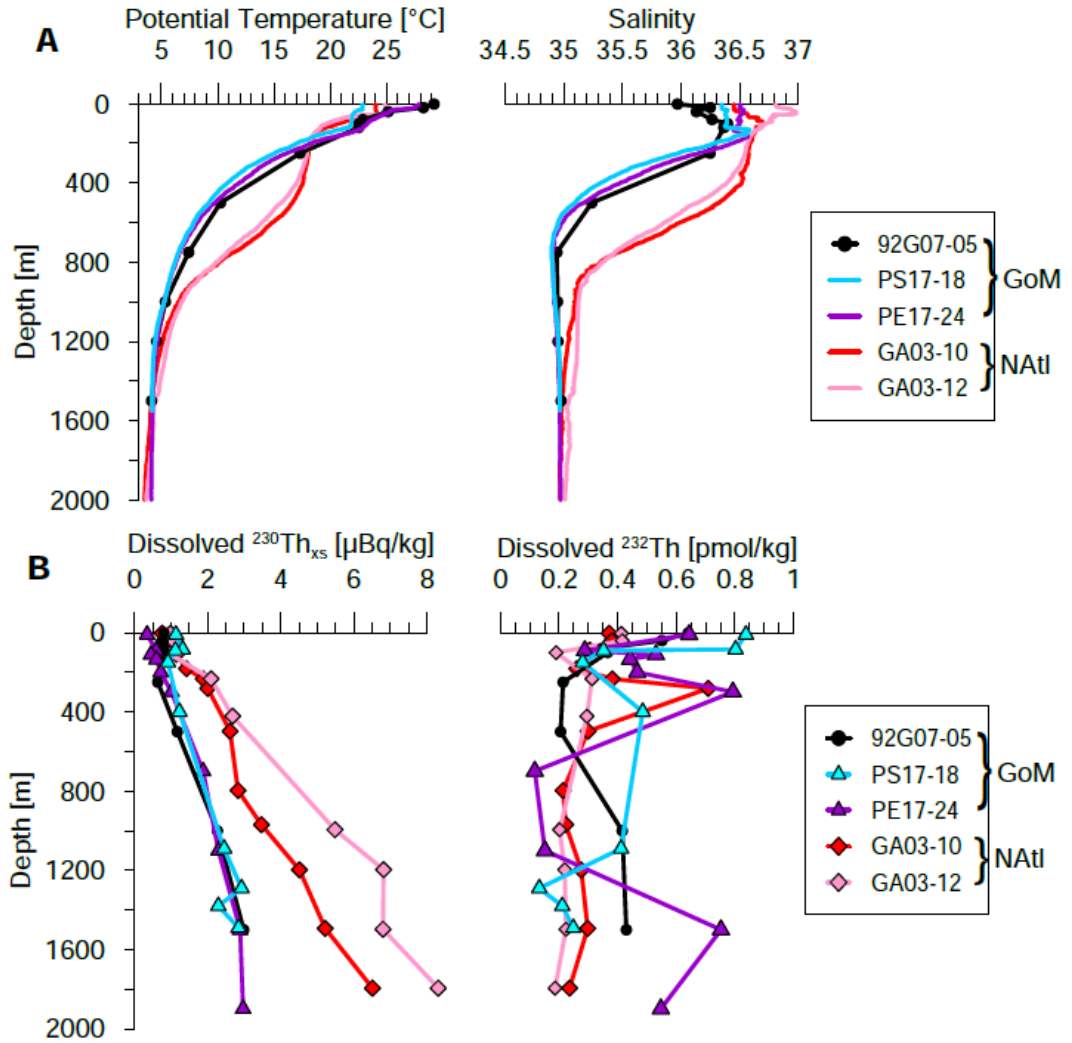 A
Potential Temperature [°C]
5 10 15 20 25
Salinity
34.5 35 35.5 36 36.5 37
0
400
800
1200
1600
2000
Depth [m]
92G07-05
PS17-18
PE17-24
GA03-10
GA03-12
GoM
NAtl
B
Dissolved ²³⁰Thxs [µBq/kg]
0 2 4 6 8
Dissolved ²³²Th [pmol/kg]
0 0.2 0.4 0.6 0.8 1
0
400
800
1200
1600
2000
Depth [m]
92G07-05
PS17-18
PE17-24
GA03-10
GA03-12
GoM
NAtl